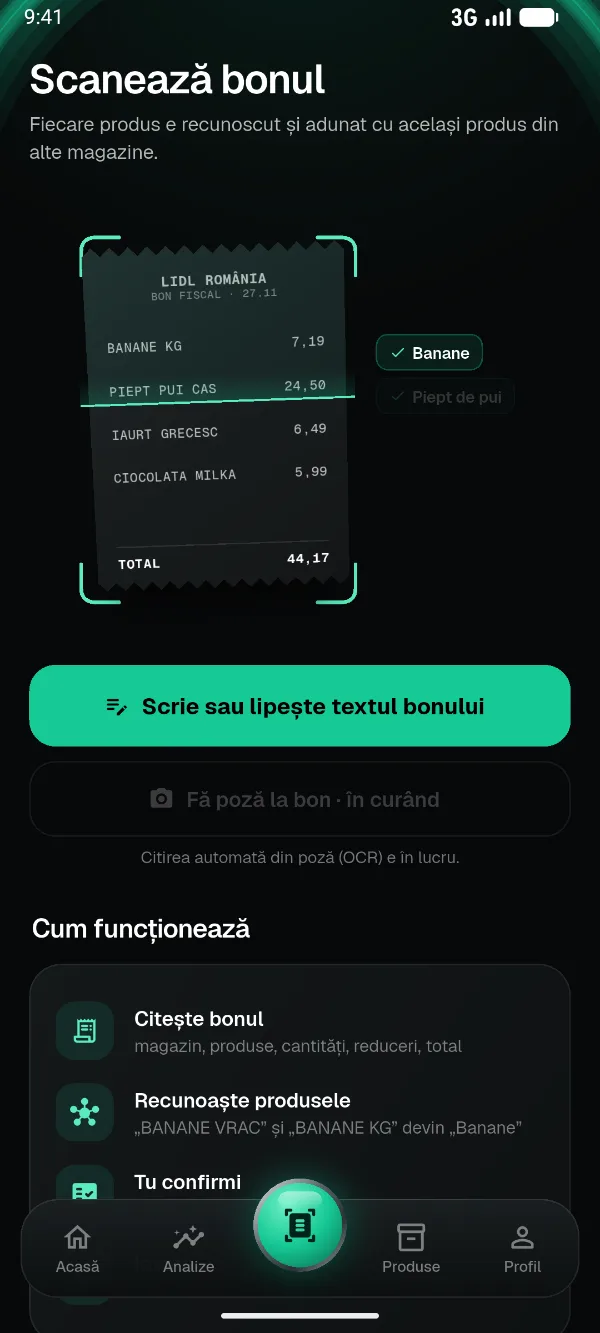 9:41
3G
Scanează bonul
Fiecare produs e recunoscut și adunat cu același produs din
alte magazine.
LIDL ROMÂNIA
BON FISCAL · 27.11
BANANE KG 7,19
PIEPT PUI CAS 24,50
IAURT GRECESC 6,49
CIOCOLATA MILKA 5,99
TOTAL 44,17
Banane
Piept de pui
Scrie sau lipește textul bonului
Fă poză la bon · în curând
Citirea automată din poză (OCR) e în lucru.
Cum funcționează
Citește bonul
magazin, produse, cantități, reduceri, total
Recunoaște produsele
„BANANE VRAC” și „BANANE KG” devin „Banane”
Tu confirmi
Acasă
Analize
Produse
Profil